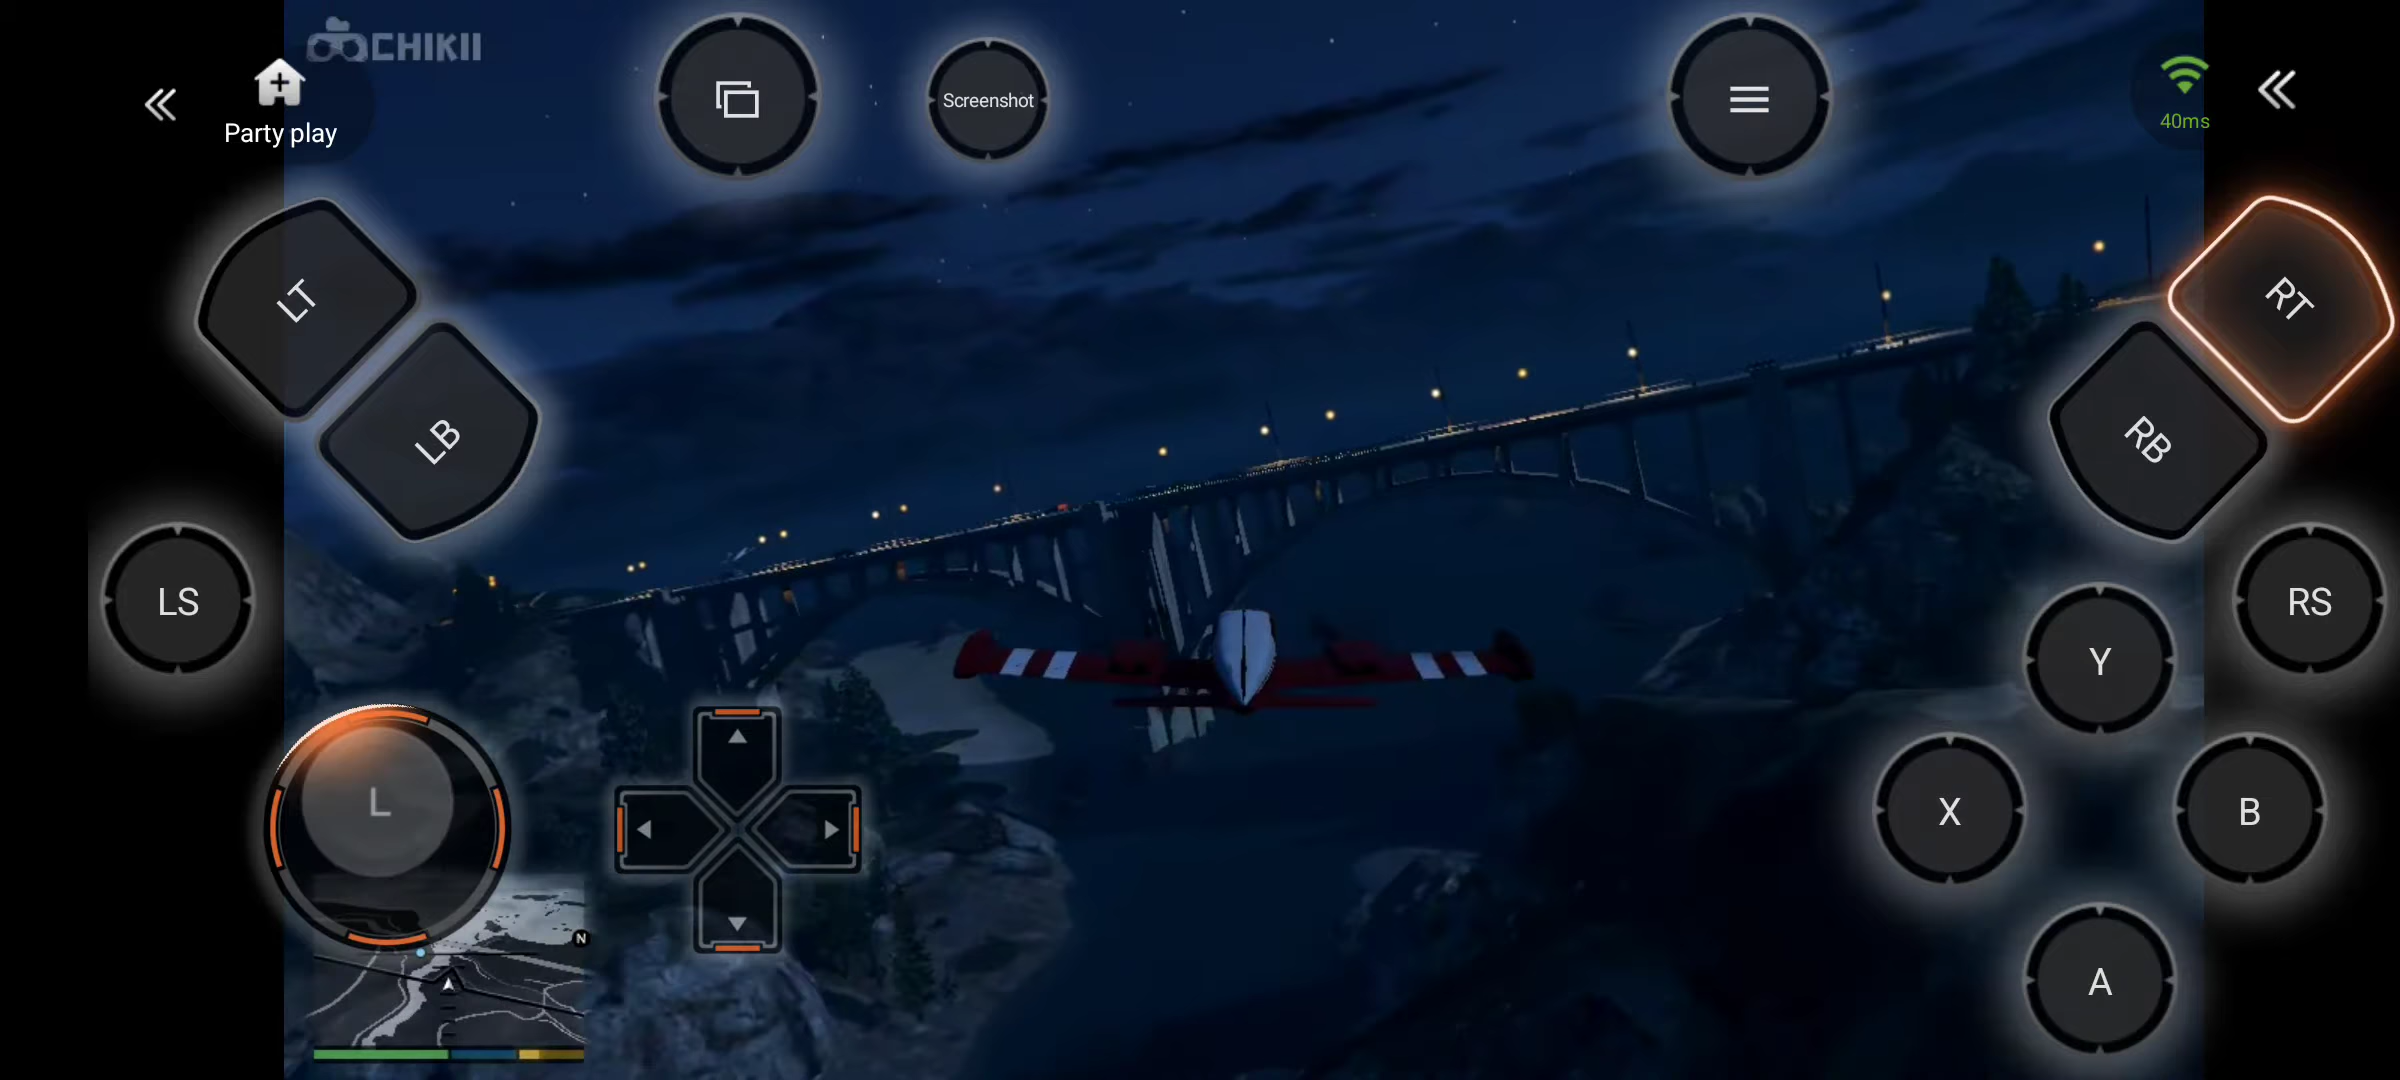 CHIKII
Party play
Screenshot
40ms
LT
LB
RT
RB
LS
RS
Y
X
B
A
L
N